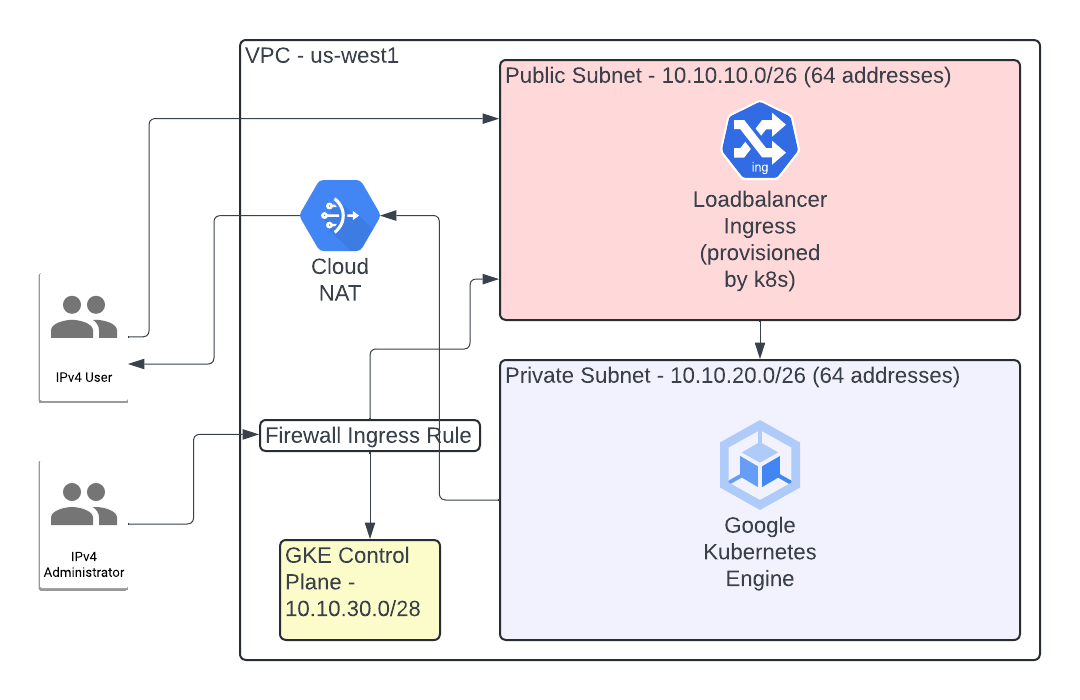 VPC - us-west1
Public Subnet - 10.10.10.0/26 (64 addresses)
ing
Loadbalancer
Ingress
(provisioned
by k8s)
Cloud
NAT
IPv4 User
Private Subnet - 10.10.20.0/26 (64 addresses)
Firewall Ingress Rule
Google
Kubernetes
Engine
IPv4
Administrator
GKE Control
Plane -
10.10.30.0/28